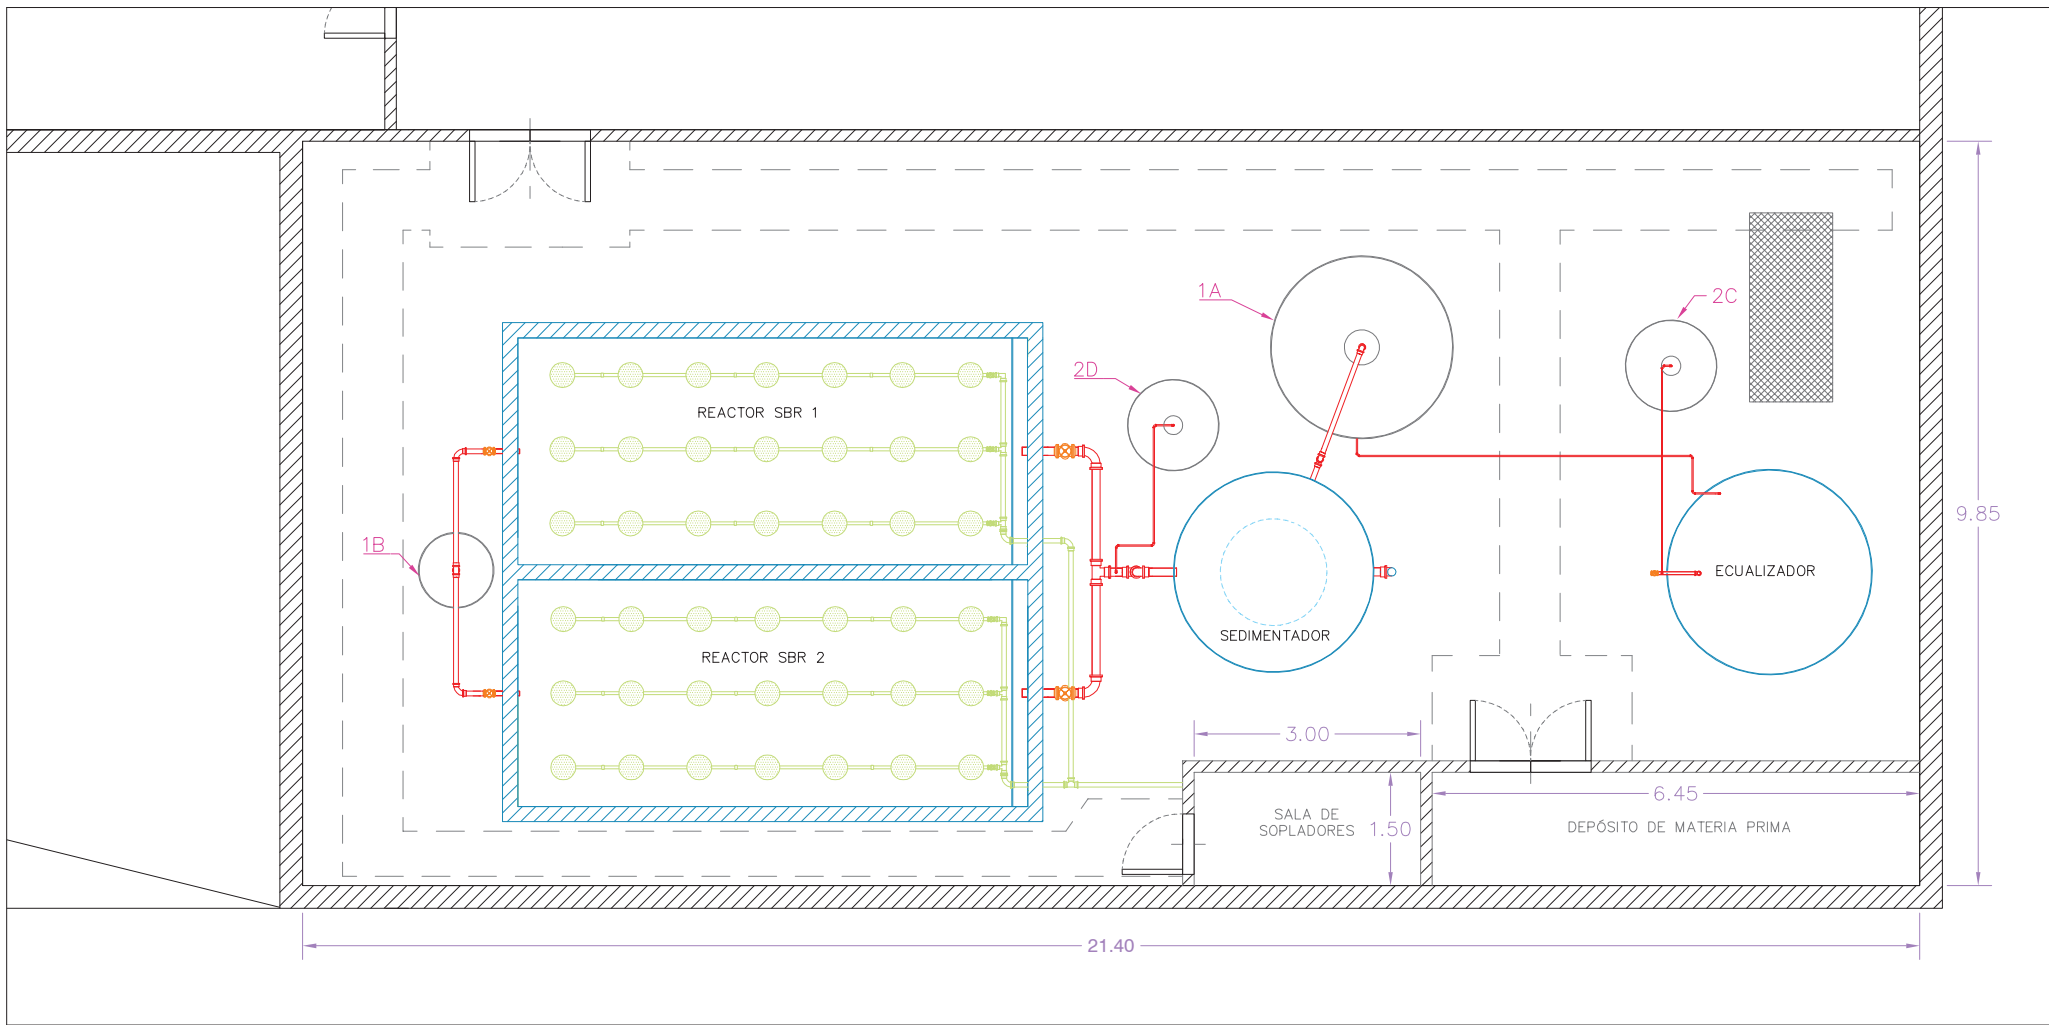 1A
2C
2D
REACTOR SBR 1
9.85
1B
ECUALIZADOR
SEDIMENTADOR
REACTOR SBR 2
3.00
6.45
SALA DE
SOPLADORES
1.50
DEPÓSITO DE MATERIA PRIMA
21.40